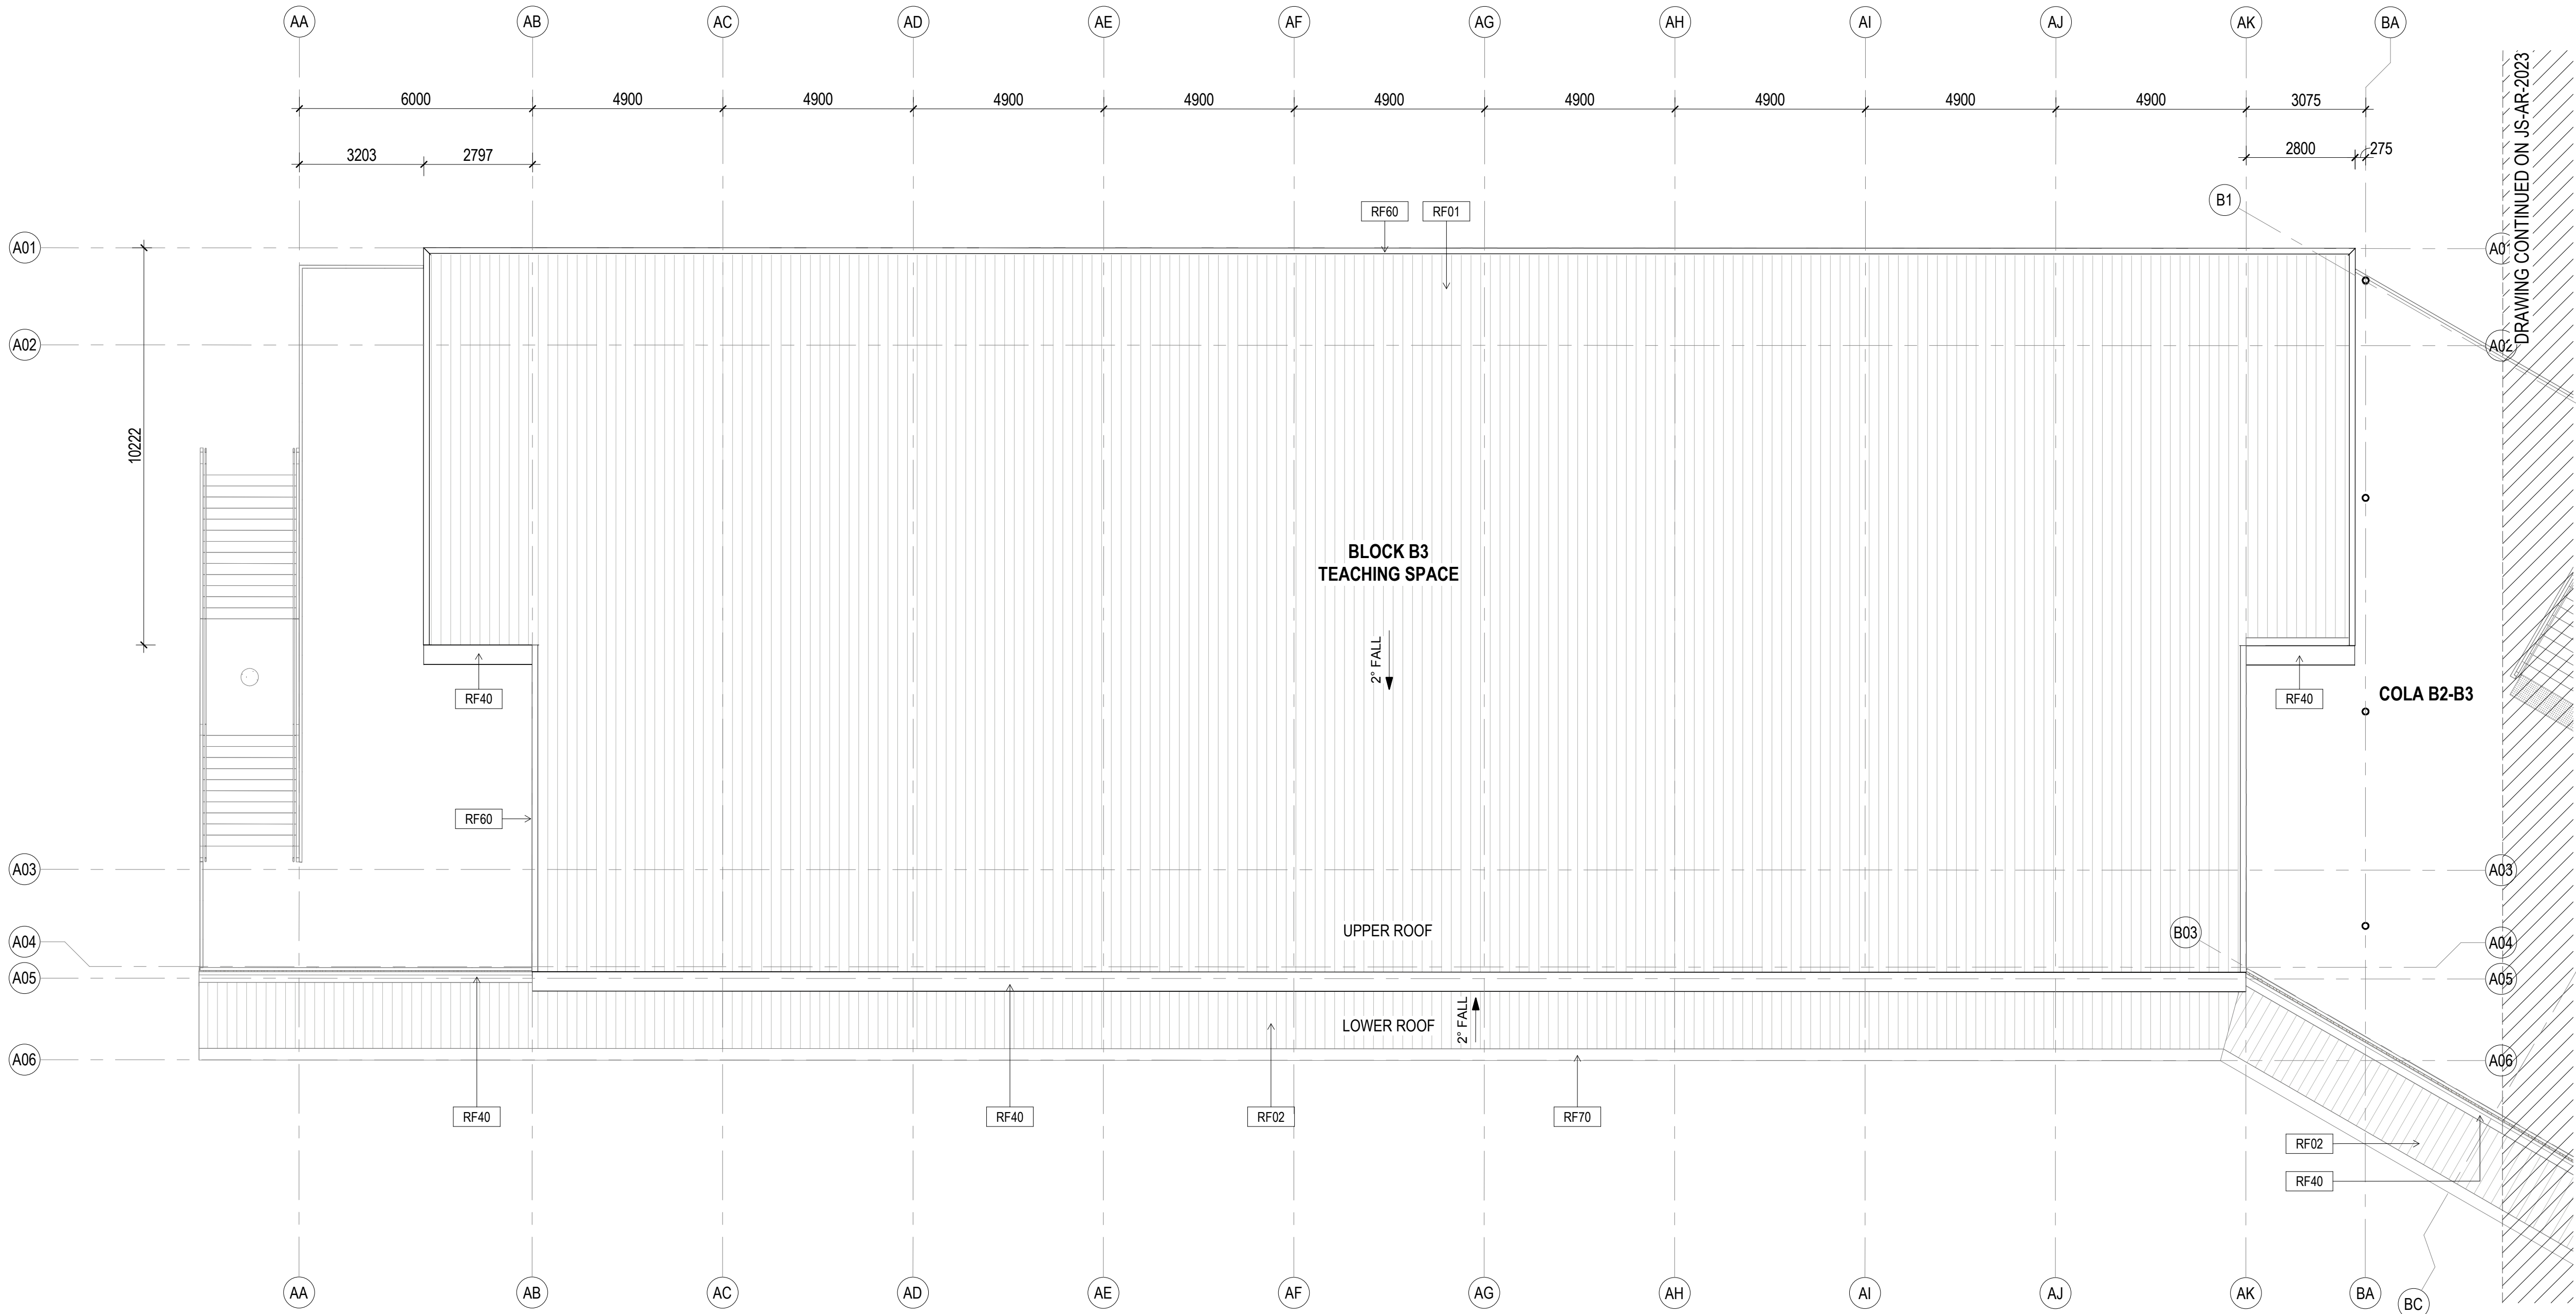 AA AB AC AD AE AF AG AH AI AJ AK BA
6000 4900 4900 4900 4900 4900 4900 4900 4900 4900 3075
3203 2797 2800 275
DRAWING CONTINUED ON JS-AR-2023
RF60 RF01 B1
A01 A0
A02 A02
10222
BLOCK B3
TEACHING SPACE
2° FALL
RF40 RF40 COLA B2-B3
RF60
A03 A03
UPPER ROOF B03
A04 A04
A05 A05
LOWER ROOF 2° FALL
A06 A06
RF40 RF40 RF02 RF70
RF02
RF40
AA AB AC AD AE AF AG AH AI AJ AK BA BC